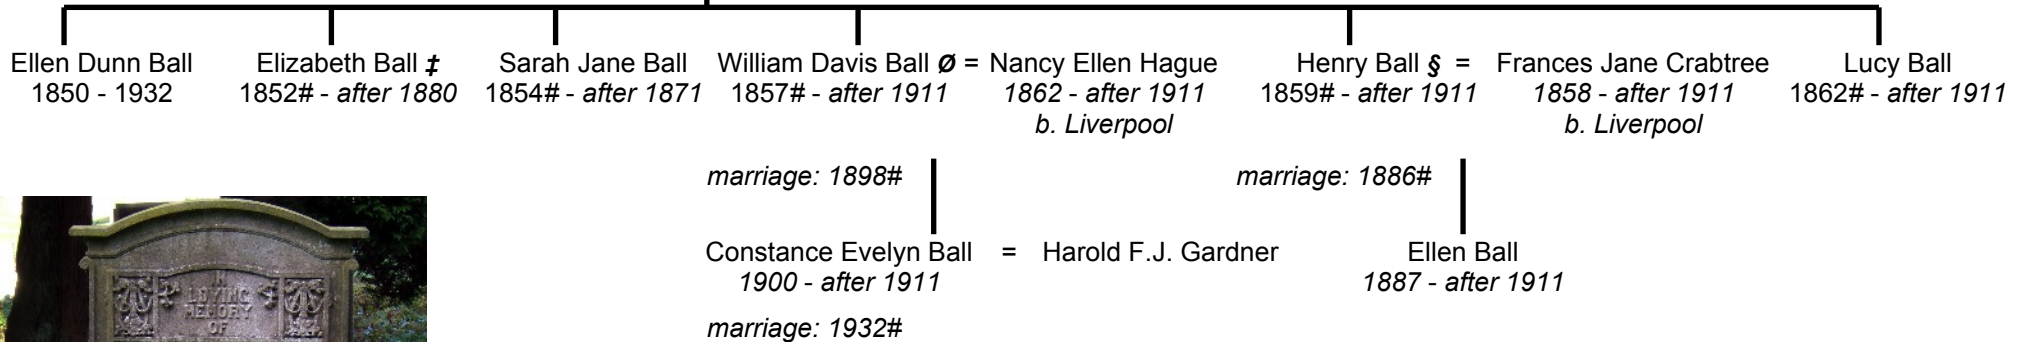 Ellen Dunn Ball
1850 - 1932
Elizabeth Ball ‡
1852# - after 1880
Sarah Jane Ball
1854# - after 1871
William Davis Ball Ø = Nancy Ellen Hague
1857# - after 1911
1862 - after 1911
b. Liverpool
Henry Ball § = Frances Jane Crabtree
1859# - after 1911
1858 - after 1911
b. Liverpool
Lucy Ball
1862# - after 1911
marriage: 1898#
marriage: 1886#
Constance Evelyn Ball = Harold F.J. Gardner
1900 - after 1911
Ellen Ball
1887 - after 1911
marriage: 1932#
IN
LOVING
MEMORY
OF